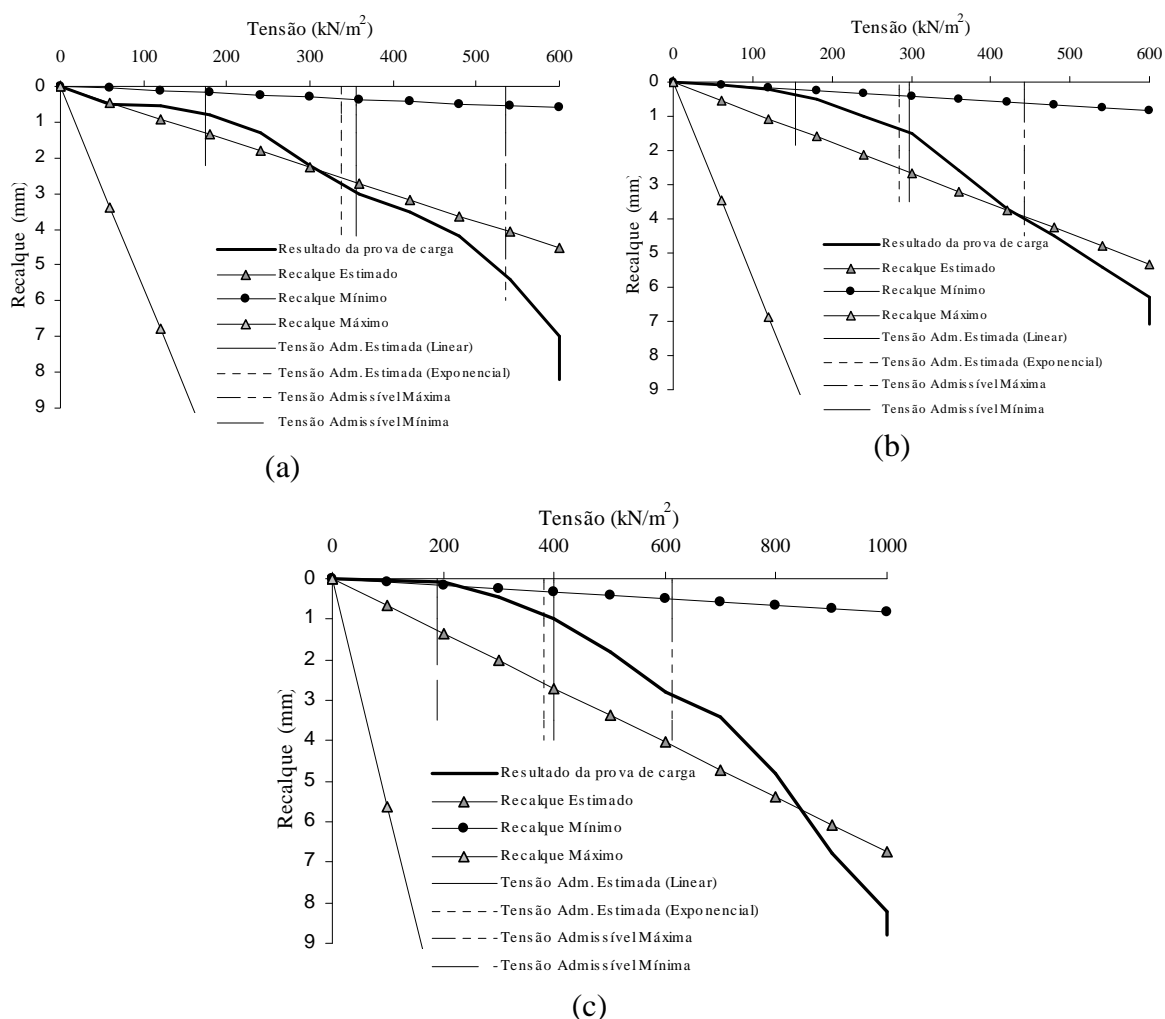 Tensão (kN/m²)
0 100 200 300 400 500 600
0
1
2
3
4
5
6
7
8
9
Recalque (mm)
Resultado da prova de carga
Recalque Estimado
Recalque Mínimo
Recalque Máximo
Tensão Adm. Estimada (Linear)
Tensão Adm. Estimada (Exponencial)
Tensão Admissível Máxima
Tensão Admissível Mínima
(a)
Tensão (kN/m²)
0 100 200 300 400 500 600
0
1
2
3
4
5
6
7
8
9
Recalque (mm)
Resultado da prova de carga
Recalque Estimado
Recalque Mínimo
Recalque Máximo
Tensão Adm. Estimada (Linear)
Tensão Adm. Estimada (Exponencial)
Tensão Admissível Máxima
Tensão Admissível Mínima
(b)
Tensão (kN/m²)
0 200 400 600 800 1000
0
1
2
3
4
5
6
7
8
9
Recalque (mm)
Resultado da prova de carga
Recalque Estimado
Recalque Mínimo
Recalque Máximo
Tensão Adm. Estimada (Linear)
Tensão Adm. Estimada (Exponencial)
Tensão Admissível Máxima
Tensão Admissível Mínima
(c)